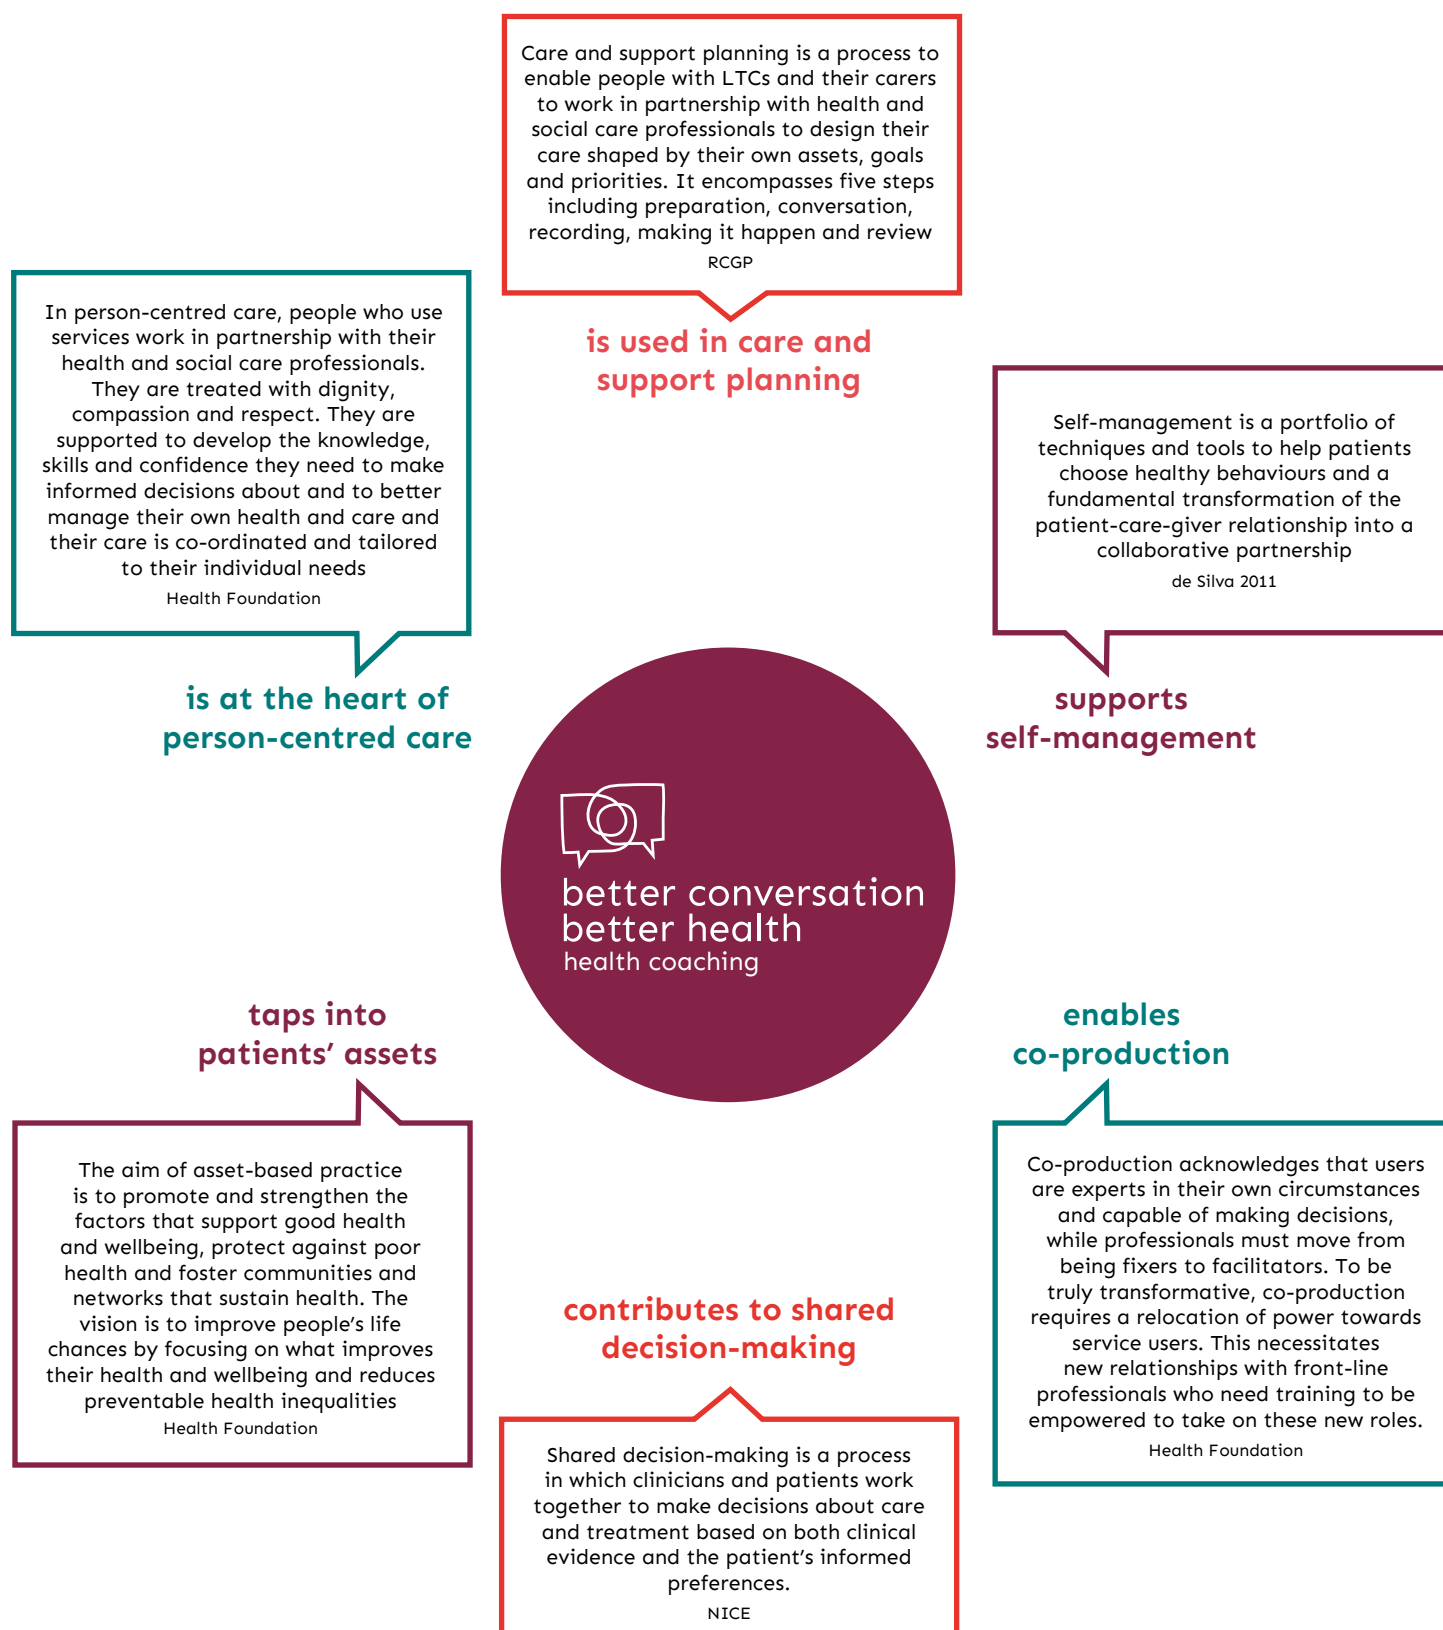 Care and support planning is a process to
enable people with LTCs and their carers
to work in partnership with health and
social care professionals to design their
care shaped by their own assets, goals
and priorities. It encompasses five steps
including preparation, conversation,
recording, making it happen and review
RCGP
is used in care and
support planning
In person-centred care, people who use
services work in partnership with their
health and social care professionals.
They are treated with dignity,
compassion and respect. They are
supported to develop the knowledge,
skills and confidence they need to make
informed decisions about and to better
manage their own health and care and
their care is co-ordinated and tailored
to their individual needs
Health Foundation
is at the heart of
person-centred care
Self-management is a portfolio of
techniques and tools to help patients
choose healthy behaviours and a
fundamental transformation of the
patient-care-giver relationship into a
collaborative partnership
de Silva 2011
supports
self-management
better conversation
better health
health coaching
taps into
patients’ assets
The aim of asset-based practice
is to promote and strengthen the
factors that support good health
and wellbeing, protect against poor
health and foster communities and
networks that sustain health. The
vision is to improve people’s life
chances by focusing on what improves
their health and wellbeing and reduces
preventable health inequalities
Health Foundation
enables
co-production
Co-production acknowledges that users
are experts in their own circumstances
and capable of making decisions,
while professionals must move from
being fixers to facilitators. To be
truly transformative, co-production
requires a relocation of power towards
service users. This necessitates
new relationships with front-line
professionals who need training to be
empowered to take on these new roles.
Health Foundation
contributes to shared
decision-making
Shared decision-making is a process
in which clinicians and patients work
together to make decisions about care
and treatment based on both clinical
evidence and the patient’s informed
preferences.
NICE